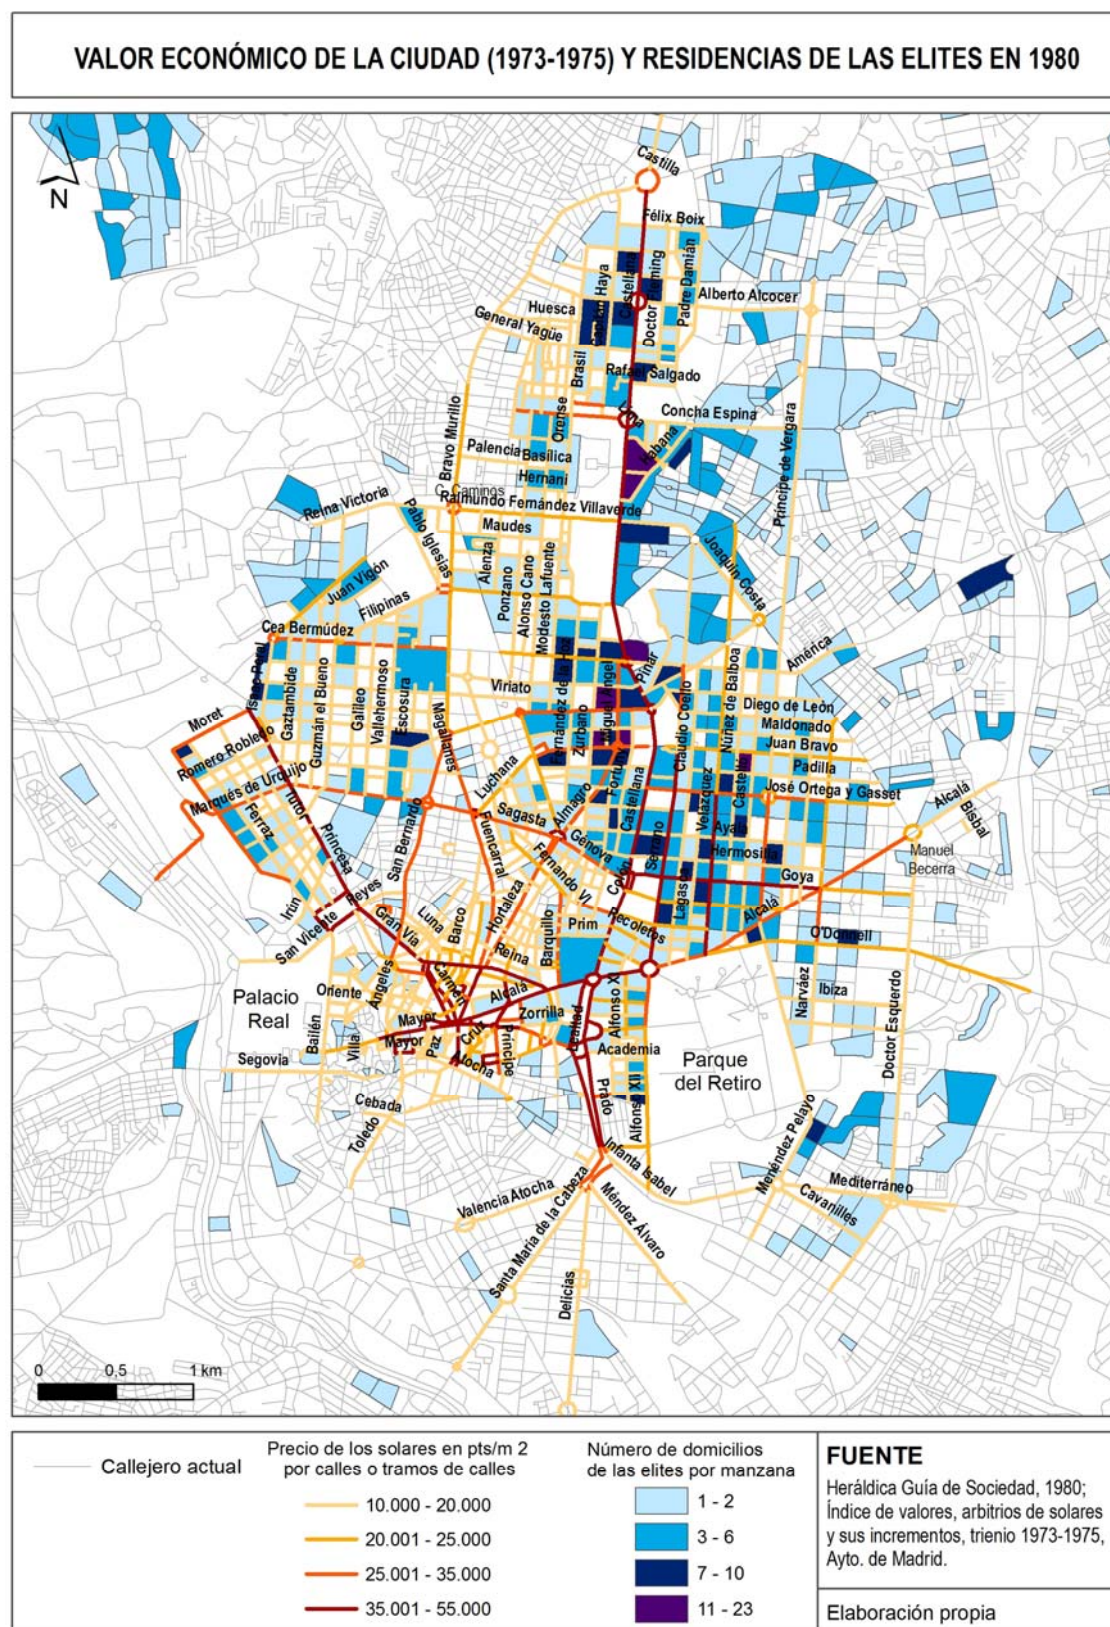 VALOR ECONÓMICO DE LA CIUDAD (1973-1975) Y RESIDENCIAS DE LAS ELITES EN 1980
N
Castilla
Félix Boix
Capitán Haya
Castellana
Doctor Fleming
Padre Damián
Alberto Alcocer
Huesca
General Yagüe
Brasil
Rafael Salgado
Lima
Concha Espina
Bravo Murillo
Orense
Habana
Príncipe de Vergara
Palencia
Basílica
Hernani
C. Caminos
Reina Victoria
Raimundo Fernández Villaverde
Pablo Iglesias
Maudes
Alenza
Joaquín Costa
Juan Vigón
Ponzano
Alonso Cano
Modesto Lafuente
Filipinas
Cea Bermúdez
América
Isaac Peral
Gaztambide
Guzmán el Bueno
Galileo
Vallehermoso
Escosura
Magallanes
Viriato
Fernández de la Hoz
Zurbano
Miguel Angel
Pinar
Claudio Coello
Núñez de Balboa
Diego de León
Maldonado
Juan Bravo
Padilla
José Ortega y Gasset
Moret
Romero Robledo
Marqués de Urquijo
Tutor
Ferraz
Princesa
Luchana
Sagasta
Almagro
Fortuny
Castellana
Velázquez
Castelló
Alcalá
Bisbal
Manuel
Becerra
San Bernardo
Fuencarral
Génova
Serrano
Ayala
Hermosilla
Goya
Fernando VI
Colón
Lagasca
Irún
Reyes
San Vicente
Gran Vía
Luna
Barco
Hortaleza
Barquillo
Prim
Recoletos
Alcalá
O'Donnell
Reina
Carmen
Palacio
Real
Oriente
Angeles
Bailén
Villa
Mayor
Mayor
Paz
Cruz
Alcalá
Príncipe
Zorrilla
Lealtad
Alfonso XI
Academia
Narváez
Ibiza
Doctor Esquerdo
Parque
del Retiro
Segovia
Atocha
Cebada
Toledo
Prado
Alfonso XII
Infanta Isabel
Menéndez Pelayo
Mediterráneo
Cavanilles
Valencia Atocha
Santa María de la Cabeza
Méndez Álvaro
Delicias
0 0,5 1 km
Callejero actual
Precio de los solares en pts/m 2
por calles o tramos de calles
10.000 - 20.000
20.001 - 25.000
25.001 - 35.000
35.001 - 55.000
Número de domicilios
de las elites por manzana
1 - 2
3 - 6
7 - 10
11 - 23
FUENTE
Heráldica Guía de Sociedad, 1980;
Índice de valores, arbitrios de solares
y sus incrementos, trienio 1973-1975,
Ayto. de Madrid.
Elaboración propia